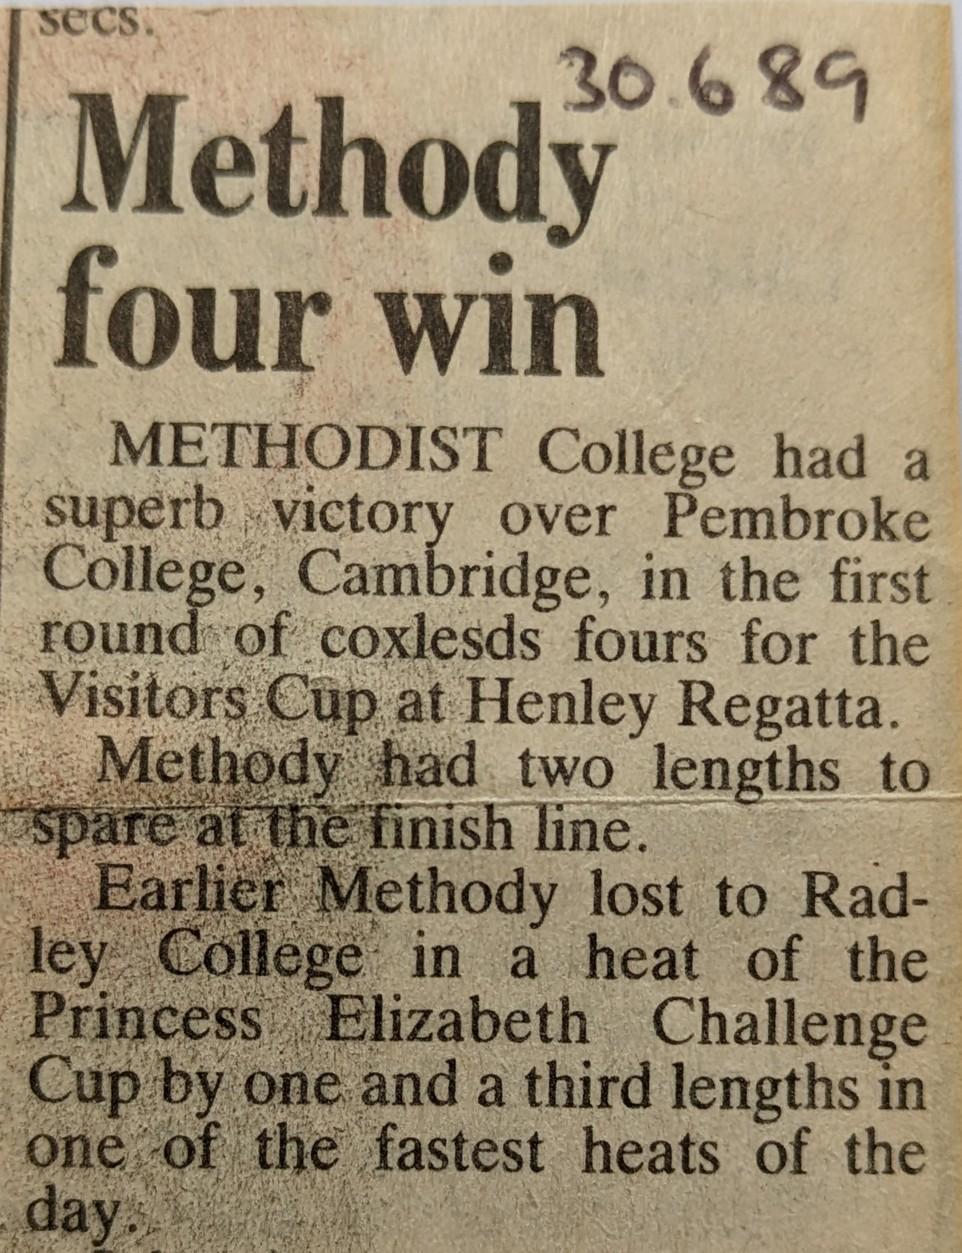 secs.
30.6 89
Methody
four win
METHODIST College had a
superb victory over Pembroke
College, Cambridge, in the first
round of coxlesds fours for the
Visitors Cup at Henley Regatta.
Methody had two lengths to
spare at the finish line.
Earlier Methody lost to Rad-
ley College in a heat of the
Princess Elizabeth Challenge
Cup by one and a third lengths in
one of the fastest heats of the
day.